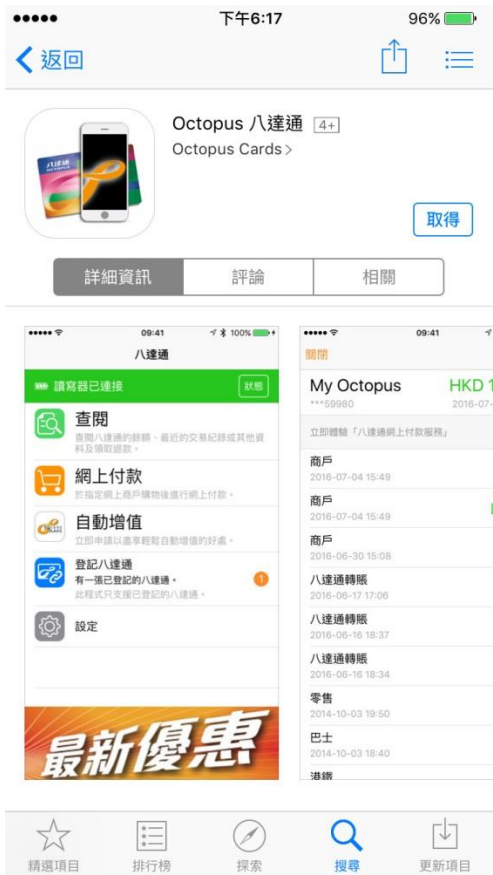 下午6:17
96%
返回
Octopus 八達通 4+
Octopus Cards >
八達通
取得
詳細資訊
評論
相關
09:41
100%
八達通
讀寫器已連接
狀態
查閱
查閱八達通的餘額、最近的交易紀錄或其他資
料及領取退款。
網上付款
於指定網上商戶購物後進行網上付款。
自動增值
立即申請以盡享輕鬆自動增值的好處。
登記八達通
有一張已登記的八達通。
此程式只支援已登記的八達通。
1
設定
最新優惠
09:41
關閉
My Octopus
HKD 1
***59980
2016-07-
立即體驗「八達通網上付款服務」
商戶
2016-07-04 15:49
商戶
2016-07-04 15:49
商戶
2016-06-30 15:08
八達通轉賬
2016-06-17 17:06
八達通轉賬
2016-06-16 18:37
八達通轉賬
2016-06-16 18:34
零售
2014-10-03 19:50
巴士
2014-10-03 18:40
港鐵
精選項目
排行榜
探索
搜尋
更新項目